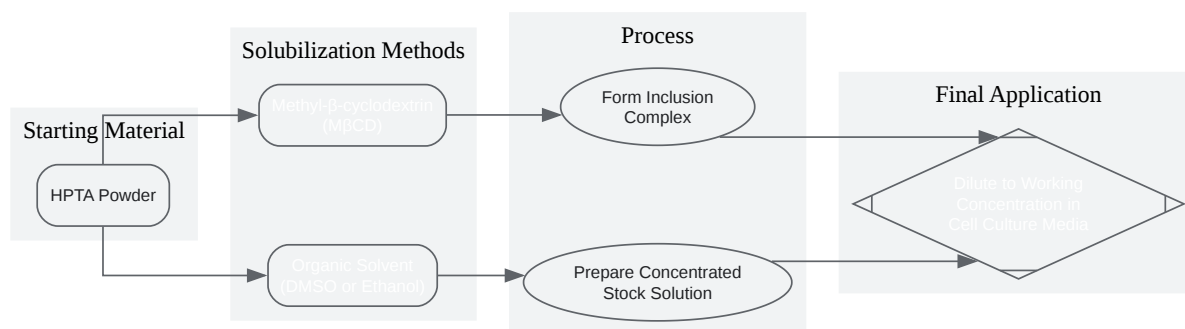 Starting Material
HPTA Powder
Solubilization Methods
Methyl-β-cyclodextrin
(MβCD)
Organic Solvent
(DMSO or Ethanol)
Process
Form Inclusion
Complex
Prepare Concentrated
Stock Solution
Final Application
Dilute to Working
Concentration in
Cell Culture Media